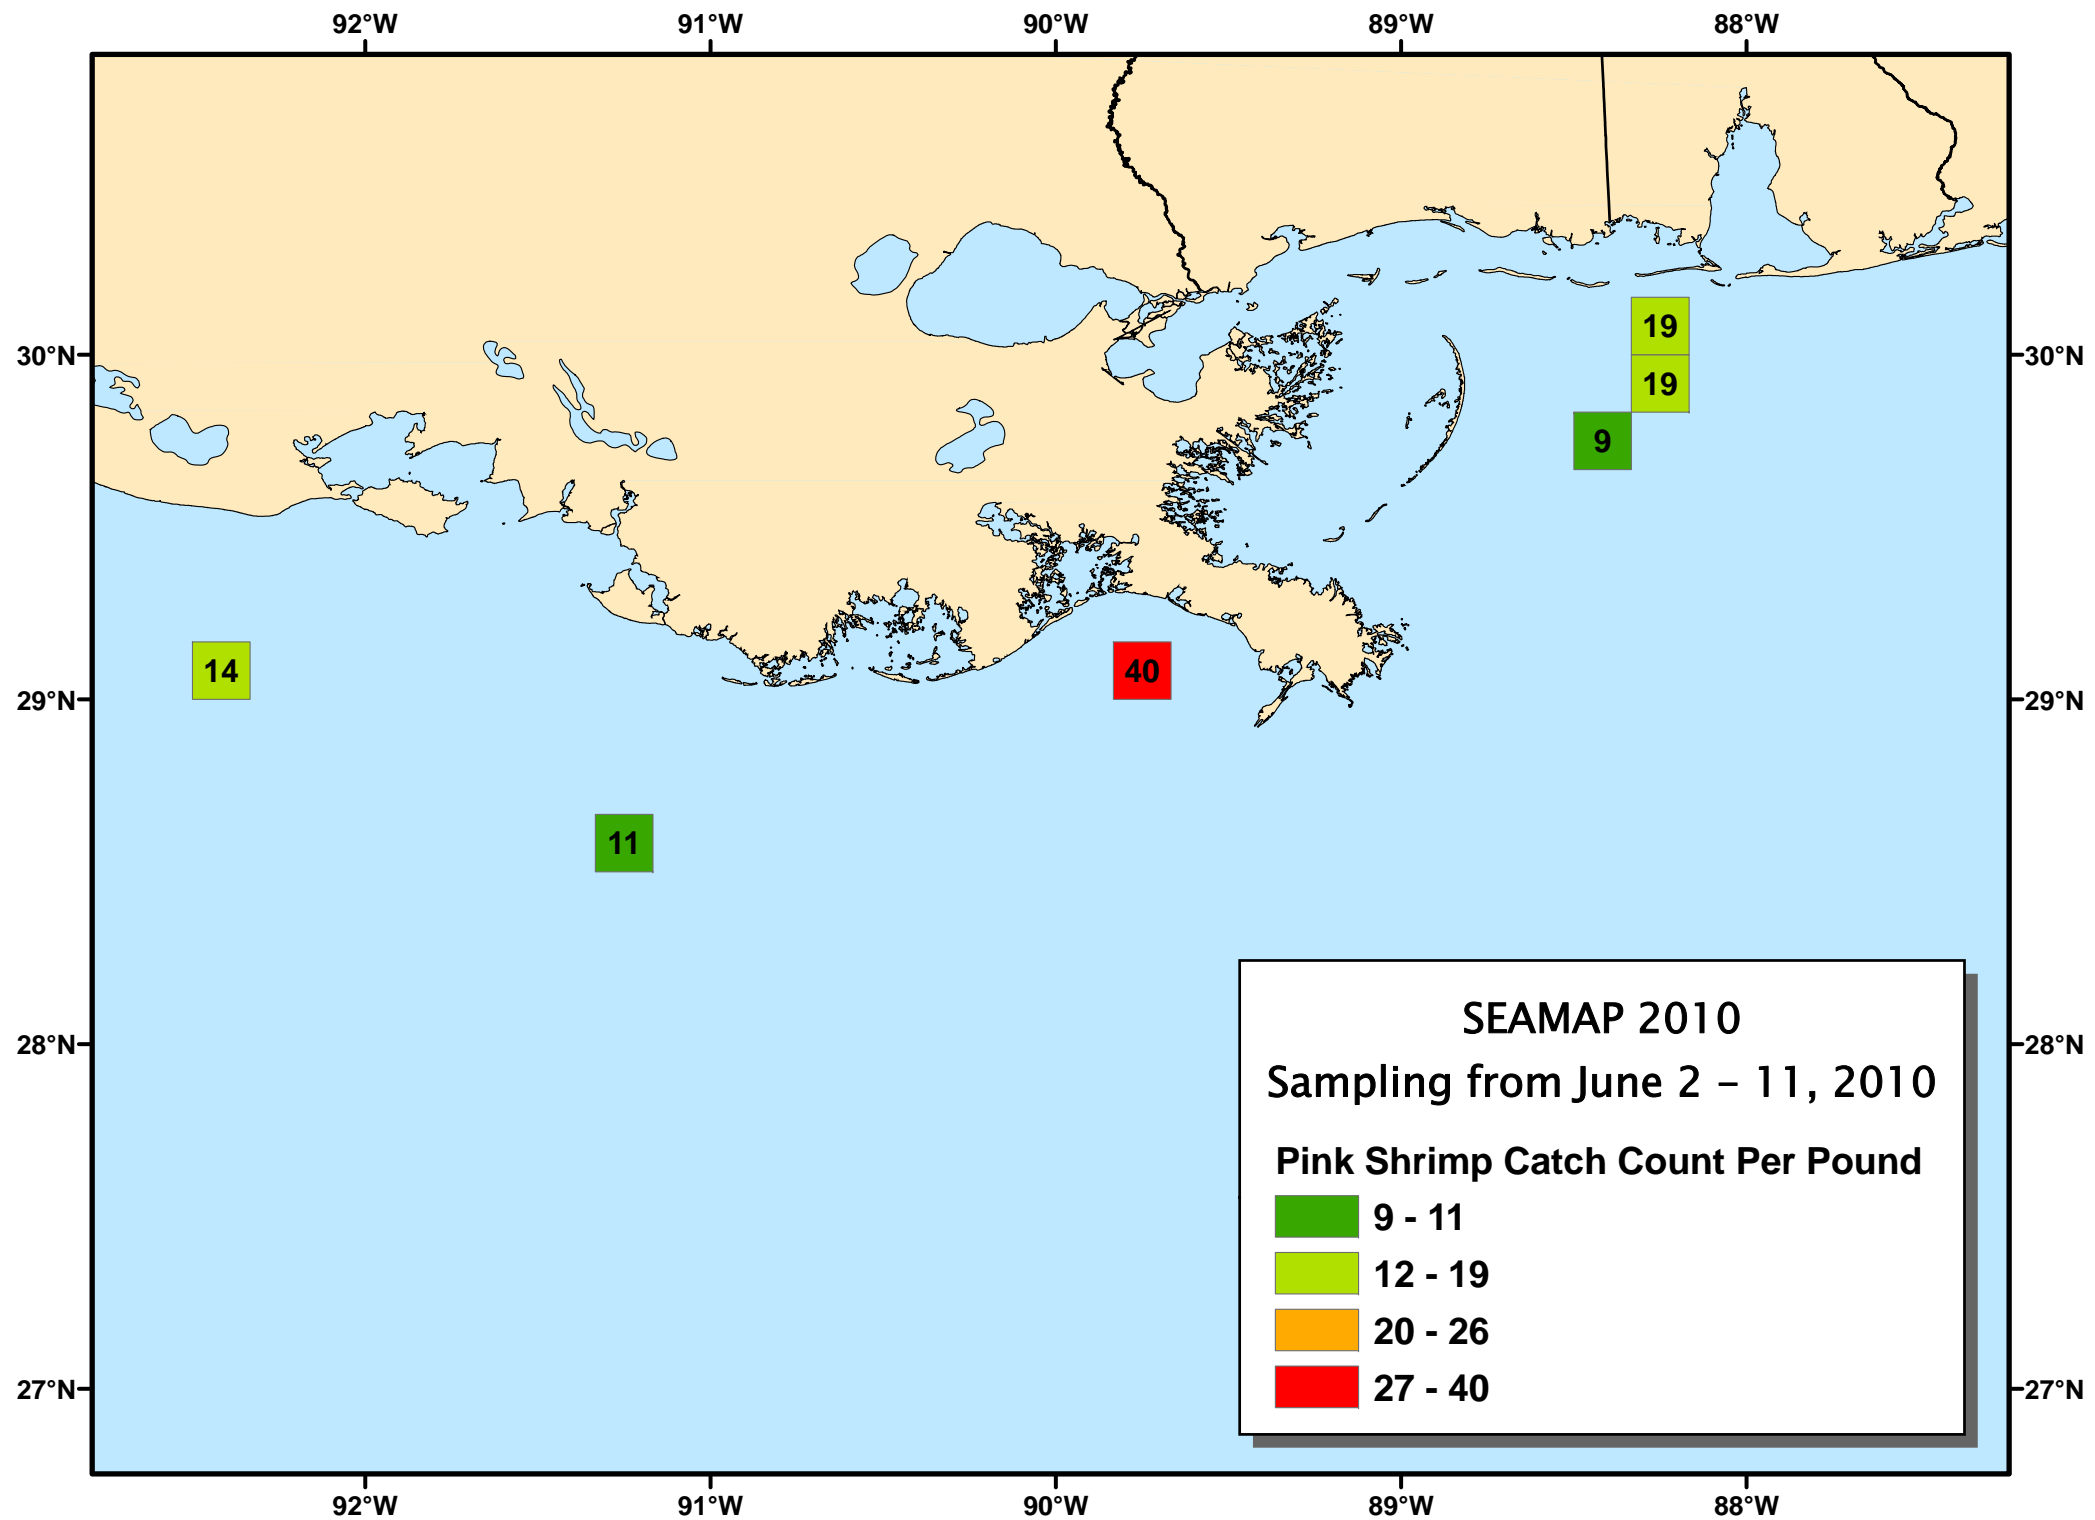 92°W 91°W 90°W 89°W 88°W
19
30°N 30°N
19
9
14 40
29°N 29°N
11
SEAMAP 2010
28°N 28°N
Sampling from June 2 – 11, 2010
Pink Shrimp Catch Count Per Pound
9 - 11
12 - 19
20 - 26
27°N 27 - 40 27°N
92°W 91°W 90°W 89°W 88°W